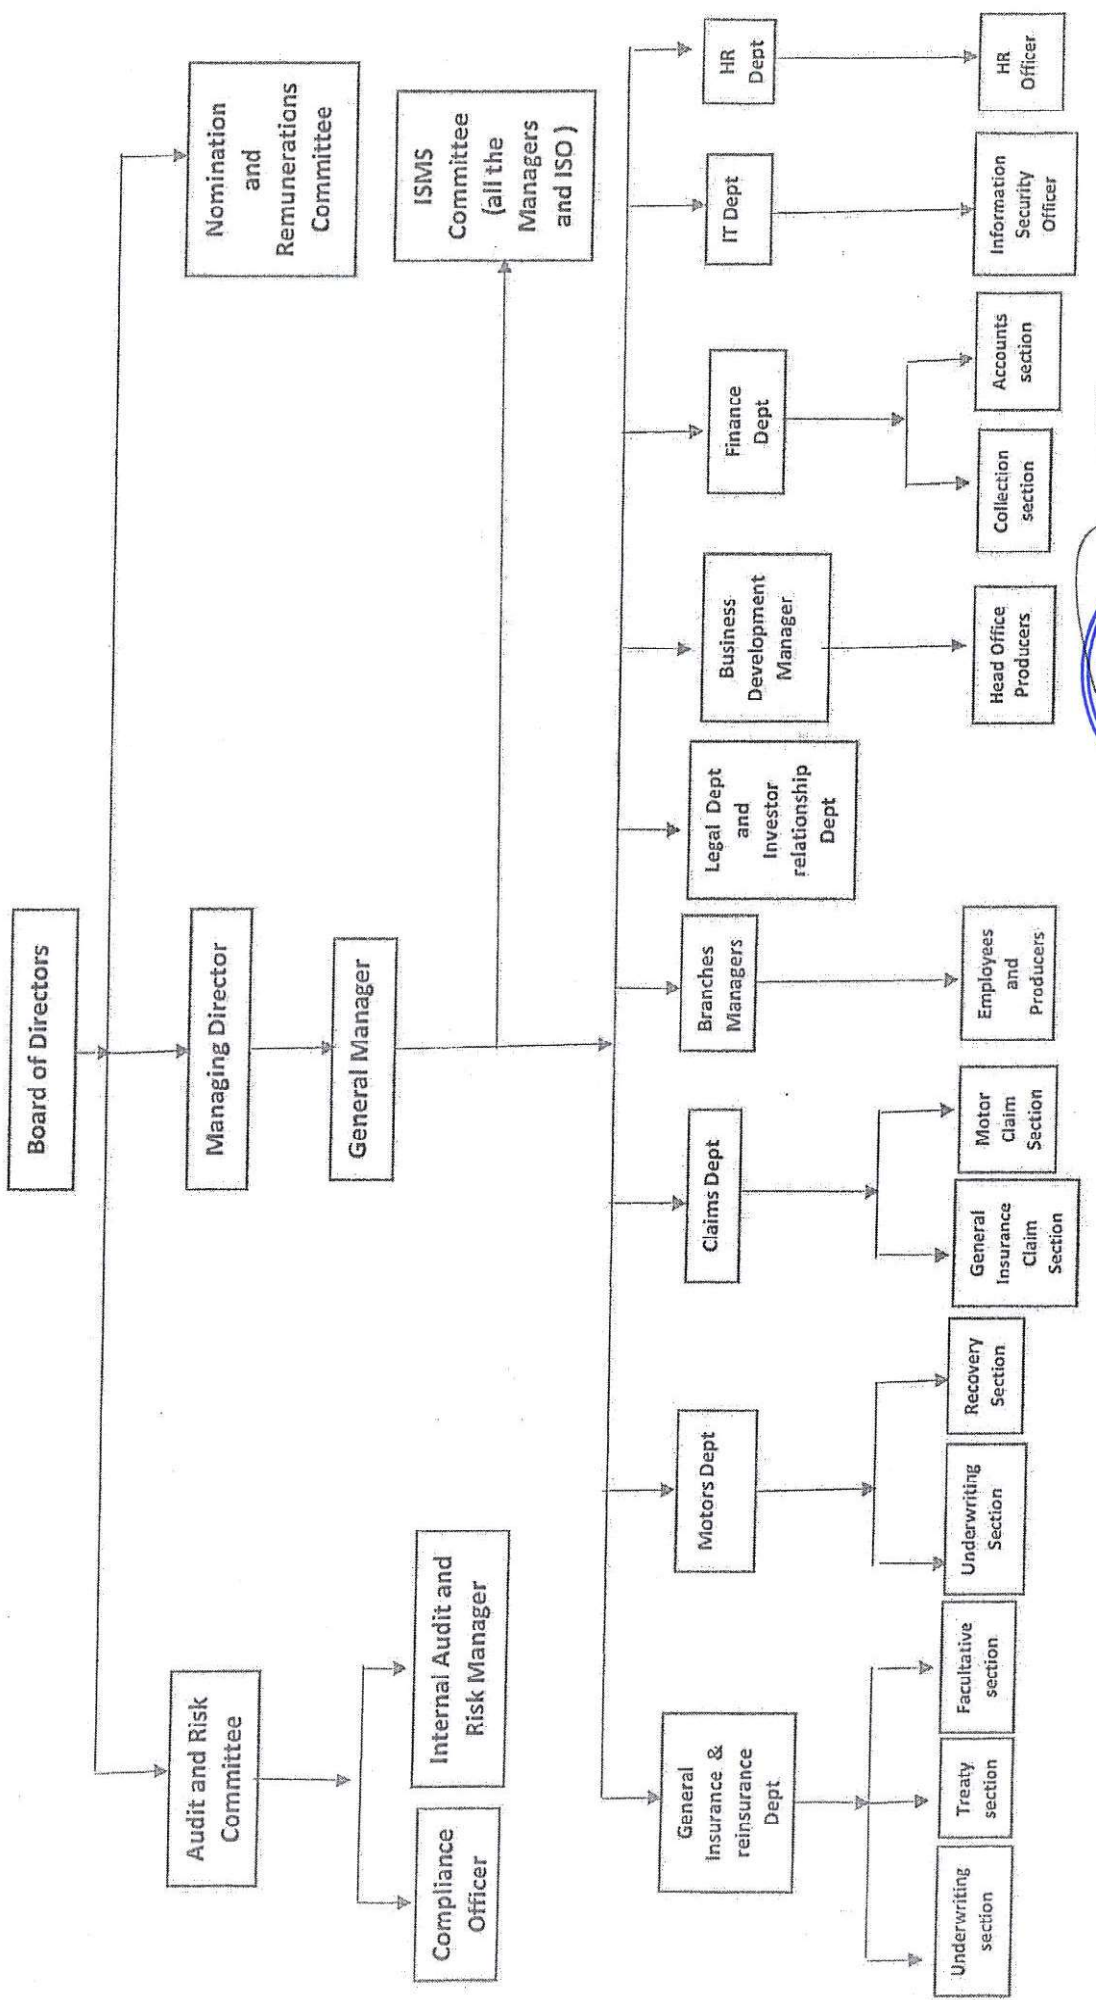 Board of Directors
Audit and Risk
Committee
Managing Director
Nomination
and
Remunerations
Committee
General Manager
Compliance
Officer
Internal Audit and
Risk Manager
ISMS
Committee
(all the
Managers
and ISO )
General
Insurance &
reinsurance
Dept
Motors Dept
Claims Dept
Branches
Managers
Legal Dept
and
Investor
relationship
Dept
Business
Development
Manager
Finance
Dept
IT Dept
HR
Dept
Underwriting
section
Treaty
section
Facultative
section
Underwriting
Section
Recovery
Section
General
Insurance
Claim
Section
Motor
Claim
Section
Employees
and
Producers
Head Office
Producers
Collection
section
Accounts
section
Information
Security
Officer
HR
Officer